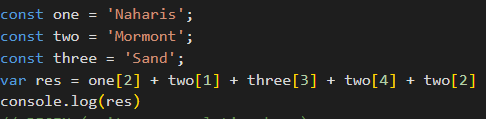 const one = 'Naharis';
const two = 'Mormont';
const three = 'Sand';
var res = one[2] + two[1] + three[3] + two[4] + two[2]
console.log(res)